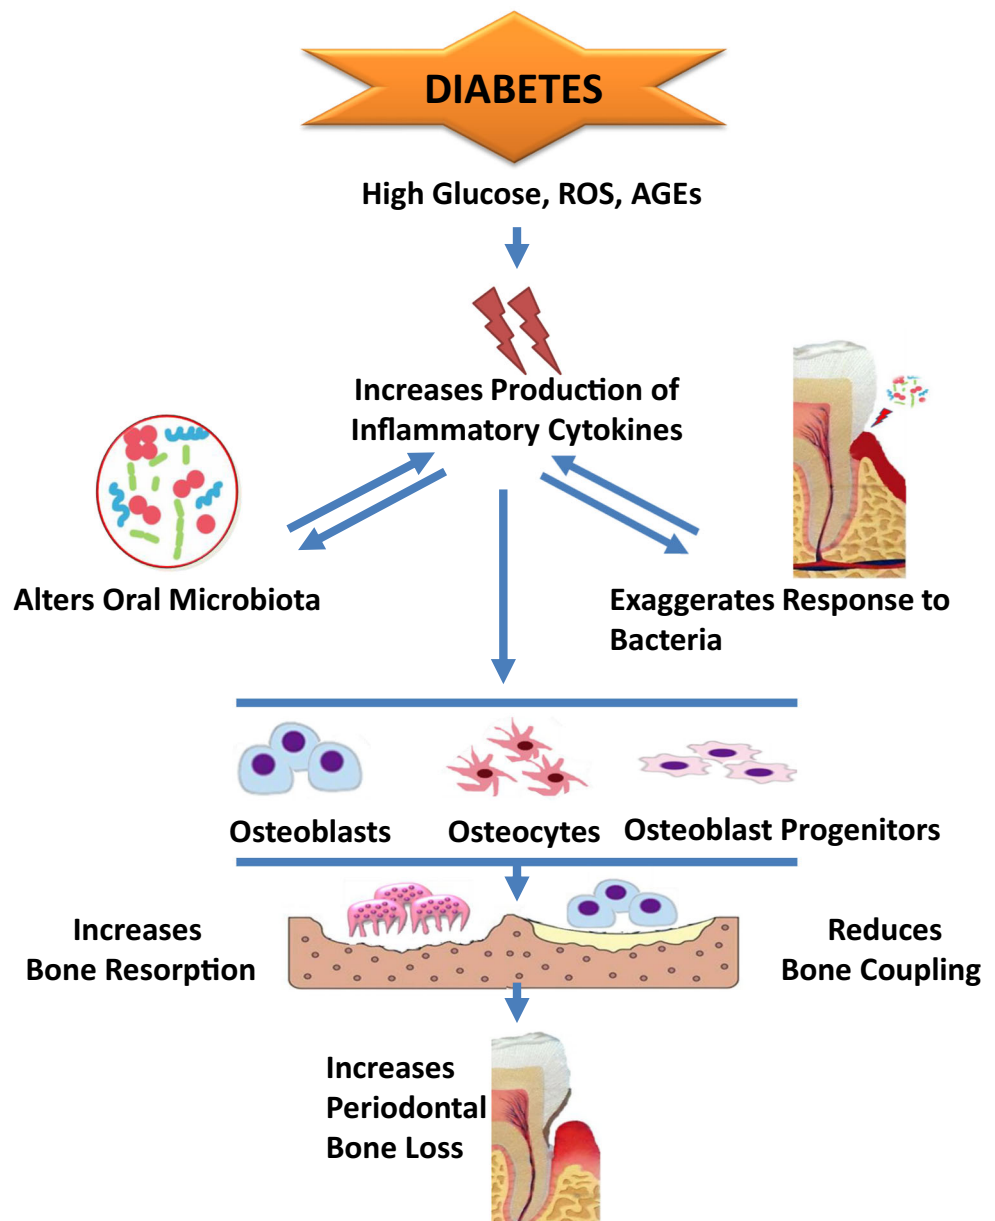 DIABETES
High Glucose, ROS, AGEs
Increases Production of
Inflammatory Cytokines
Alters Oral Microbiota
Exaggerates Response to
Bacteria
Osteoblasts
Osteocytes
Osteoblast Progenitors
Increases
Bone Resorption
Reduces
Bone Coupling
Increases
Periodontal
Bone Loss